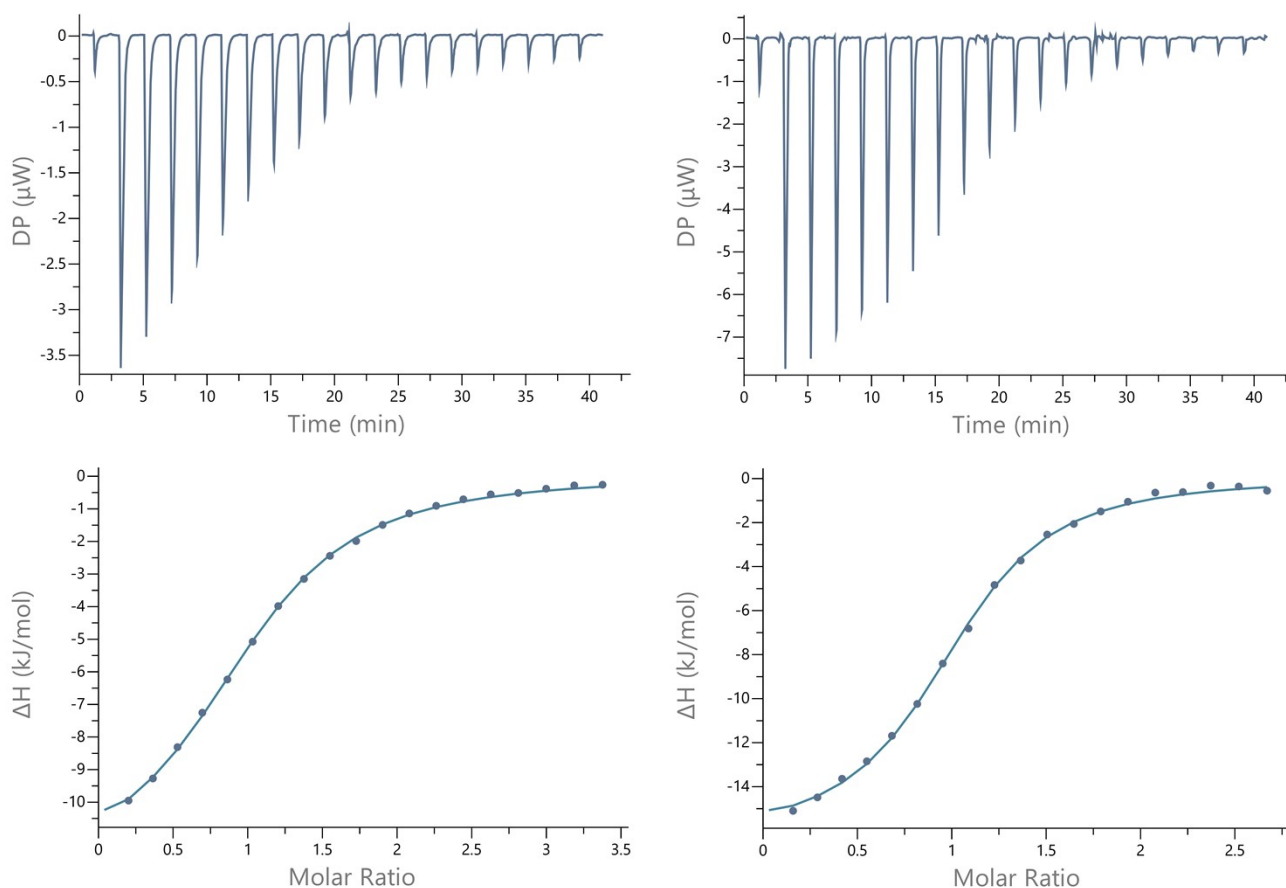 0
-0.5
-1
-1.5
-2
-2.5
-3
-3.5
DP (µW)
0 5 10 15 20 25 30 35 40
Time (min)
0
-1
-2
-3
-4
-5
-6
-7
DP (µW)
0 5 10 15 20 25 30 35 40
Time (min)
0
-1
-2
-3
-4
-5
-6
-7
-8
-9
-10
ΔH (kJ/mol)
0 0.5 1 1.5 2 2.5 3 3.5
Molar Ratio
0
-2
-4
-6
-8
-10
-12
-14
ΔH (kJ/mol)
0 0.5 1 1.5 2 2.5
Molar Ratio